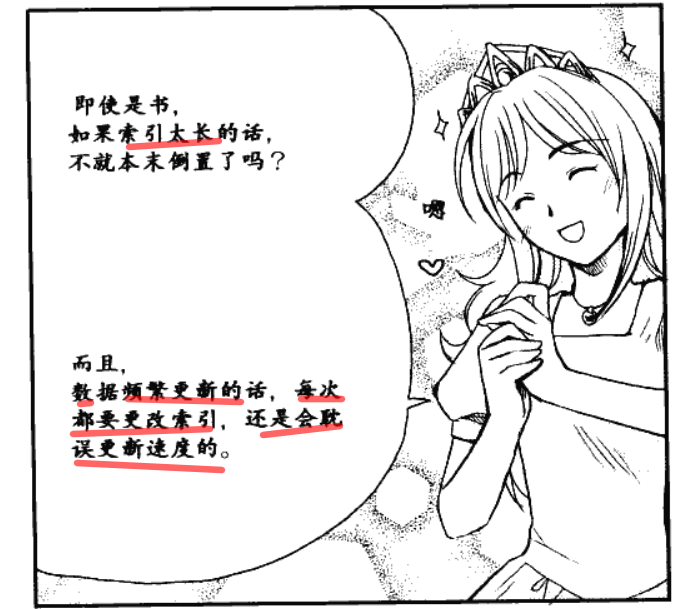 即使是书，
如果索引太长的话，
不就本末倒置了吗？
嗯
而且，
数据频繁更新的话，每次
都要更改索引，还是会耽
误更新速度的。